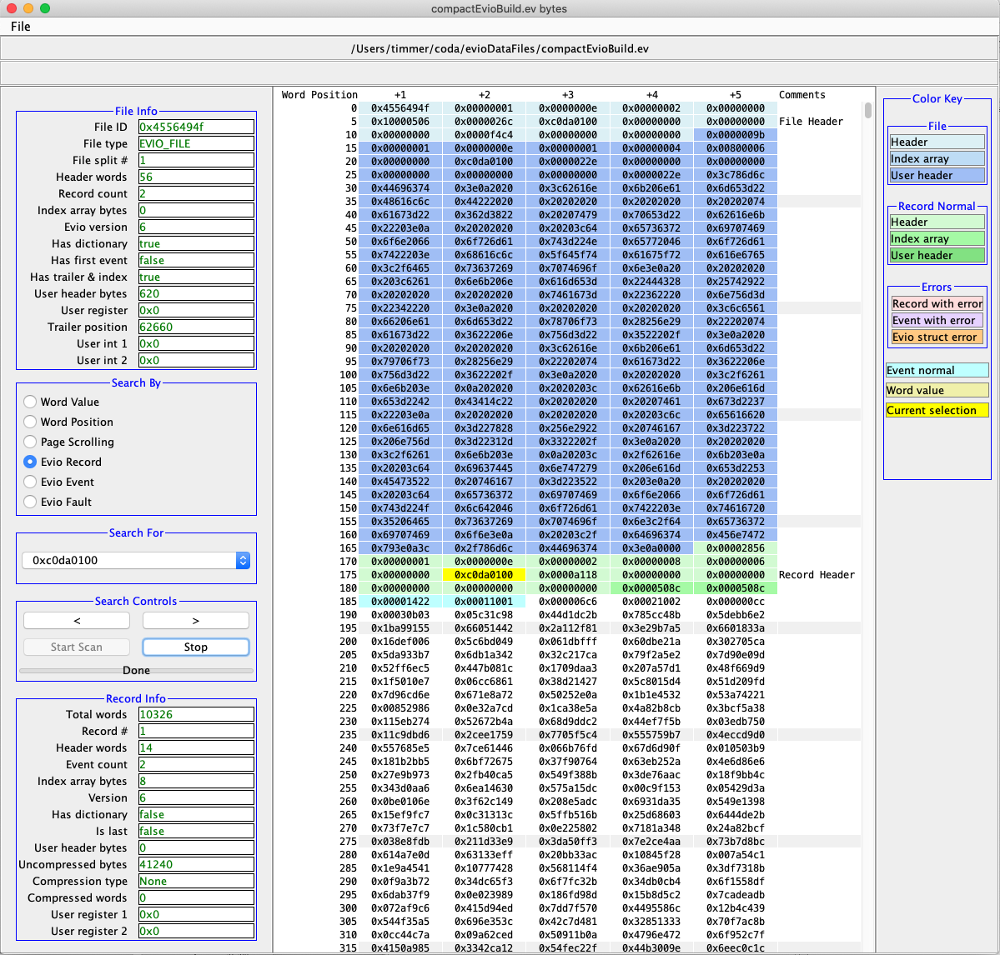 compactEvioBuild.ev bytes
File
/Users/timmer/coda/evioDataFiles/compactEvioBuild.ev
File Info
File ID 0x4556494f
File type EVIO_FILE
File split # 1
Header words 56
Record count 2
Index array bytes 0
Evio version 6
Has dictionary true
Has first event false
Has trailer & index true
User header bytes 620
User register 0x0
Trailer position 62660
User int 1 0x0
User int 2 0x0
Search By
Word Value
Word Position
Page Scrolling
Evio Record
Evio Event
Evio Fault
Search For
0xc0da0100
Search Controls
< >
Start Scan Stop
Done
Record Info
Total words 10326
Record # 1
Header words 14
Event count 2
Index array bytes 8
Version 6
Has dictionary false
Is last false
User header bytes 0
Uncompressed bytes 41240
Compression type None
Compressed words 0
User register 1 0x0
User register 2 0x0
Word Position +1 +2 +3 +4 +5 Comments
0 0x4556494f 0x00000001 0x0000000e 0x00000002 0x00000000
5 0x10000506 0x0000026c 0xc0da0100 0x00000000 0x00000000 File Header
10 0x00000000 0x0000f4c4 0x00000000 0x00000000 0x0000009b
15 0x00000001 0x0000000e 0x00000001 0x00000004 0x00800006
20 0x00000000 0xc0da0100 0x0000022e 0x00000000 0x00000000
25 0x00000000 0x00000000 0x00000000 0x0000022e 0x3c786d6c
30 0x44696374 0x3e0a2020 0x3c62616e 0x6b206e61 0x6d653d22
35 0x48616c6c 0x44222020 0x20202020 0x20202020 0x20202074
40 0x61673d22 0x362d3822 0x20207479 0x70653d22 0x62616e6b
45 0x22203e0a 0x20202020 0x20203c64 0x65736372 0x69707469
50 0x6f6e2066 0x6f726d61 0x743d224e 0x65772046 0x6f726d61
55 0x7422203e 0x68616c6c 0x5f645f74 0x61675f72 0x616e6765
60 0x3c2f6465 0x73637269 0x7074696f 0x6e3e0a20 0x20202020
65 0x203c6261 0x6e6b206e 0x616d653d 0x22444328 0x25742922
70 0x20202020 0x20202020 0x7461673d 0x22362220 0x6e756d3d
75 0x22342220 0x3e0a2020 0x20202020 0x20202020 0x3c6c6561
80 0x66206e61 0x6d653d22 0x78706f73 0x28256e29 0x22202074
85 0x61673d22 0x3622206e 0x756d3d22 0x3522202f 0x3e0a2020
90 0x20202020 0x20202020 0x3c62616e 0x6b206e61 0x6d653d22
95 0x79706f73 0x28256e29 0x22202074 0x61673d22 0x3622206e
100 0x756d3d22 0x3622202f 0x3e0a2020 0x20202020 0x3c2f6261
105 0x6e6b203e 0x0a202020 0x2020203c 0x62616e6b 0x206e616d
110 0x653d2242 0x43414c22 0x20202020 0x20207461 0x673d2237
115 0x22203e0a 0x20202020 0x20202020 0x20203c6c 0x65616620
120 0x6e616d65 0x3d227828 0x256e2922 0x20746167 0x3d223722
125 0x206e756d 0x3d22312d 0x3322202f 0x3e0a2020 0x20202020
130 0x3c2f6261 0x6e6b203e 0x0a20203c 0x2f62616e 0x6b203e0a
135 0x20203c64 0x69637445 0x6e747279 0x206e616d 0x653d2253
140 0x45473522 0x20746167 0x3d223522 0x203e0a20 0x20202020
145 0x20203c64 0x65736372 0x69707469 0x6f6e2066 0x6f726d61
150 0x743d224f 0x6c642046 0x6f726d61 0x7422203e 0x74616720
155 0x35206465 0x73637269 0x7074696f 0x6e3c2f64 0x65736372
160 0x69707469 0x6f6e3e0a 0x20203c2f 0x64696374 0x456e7472
165 0x793e0a3c 0x2f786d6c 0x44696374 0x3e0a0000 0x00002856
170 0x00000001 0x0000000e 0x00000002 0x00000008 0x00000006
175 0x00000000 0xc0da0100 0x0000a118 0x00000000 0x00000000 Record Header
180 0x00000000 0x00000000 0x00000000 0x0000508c 0x0000508c
185 0x00001422 0x00011001 0x000006c6 0x00021002 0x000000cc
190 0x00030b03 0x05c31c98 0x44d1dc2b 0x785cc48b 0x5debb6e2
195 0x1ba99155 0x66051442 0x2a112f81 0x3e29b7a5 0x6601833a
200 0x16def006 0x5c6bd049 0x061dbfff 0x60dbe21a 0x302705ca
205 0x5da933b7 0x6db1a342 0x32c217ca 0x79f2a5e2 0x7d90e09d
210 0x52ff6ec5 0x447b081c 0x1709daa3 0x207a57d1 0x48f669d9
215 0x1f5010e7 0x06cc6861 0x38d21427 0x5c8015d4 0x51d209fd
220 0x7d96cd6e 0x671e8a72 0x50252e0a 0x1b1e4532 0x53a74221
225 0x00852986 0x0e32a7cd 0x1ca38e5a 0x4a82b8cb 0x3bcf5a38
230 0x115eb274 0x52672b4a 0x68d9ddc2 0x44ef7f5b 0x03edb750
235 0x11c9dbd6 0x2cee1759 0x7705f5c4 0x555759b7 0x4eccd9d0
240 0x557685e5 0x7ce61446 0x066b76fd 0x67d6d90f 0x010503b9
245 0x181b2bb5 0x6bf72675 0x37f90764 0x63eb252a 0x4e6d86e6
250 0x27e9b973 0x2fb40ca5 0x549f388b 0x3de76aac 0x18f9bb4c
255 0x343d0aa6 0x6ea14630 0x575a15dc 0x00c9f153 0x05429d3a
260 0x0be0106e 0x3f62c149 0x208e5adc 0x6931da35 0x549e1398
265 0x15ef9fc7 0x0c31313c 0x5ffb516b 0x25d68603 0x6444de2b
270 0x73f7e7c7 0x1c580cb1 0x0e225802 0x7181a348 0x24a82bcf
275 0x038e8fdb 0x211d33e9 0x3da50ff3 0x7e2ce4aa 0x73b7d8bc
280 0x614a7e0d 0x63133eff 0x20bb33ac 0x10845f28 0x007a54c1
285 0x1e9a4541 0x10777428 0x568114f4 0x36ae905a 0x3df7318b
290 0x0f9a3b72 0x34dc65f3 0x6f7fc32b 0x34db0cb4 0x6f1558df
295 0x6dab37f9 0x0e023989 0x186fd98d 0x15b8d5c2 0x7cadeadb
300 0x072af9c6 0x415d94ed 0x7dd7f570 0x4495586c 0x12b4c439
305 0x544f35a5 0x696e353c 0x42c7d481 0x32851333 0x70f7ac8b
310 0x0cc44c7a 0x09a62ced 0x50911b0a 0x4796e472 0x6f952c7f
315 0x4150a985 0x3342ca12 0x54fec22f 0x44b3009e 0x6eec0c1c
Color Key
File
Header
Index array
User header
Record Normal
Header
Index array
User header
Errors
Record with error
Event with error
Evio struct error
Event normal
Word value
Current selection